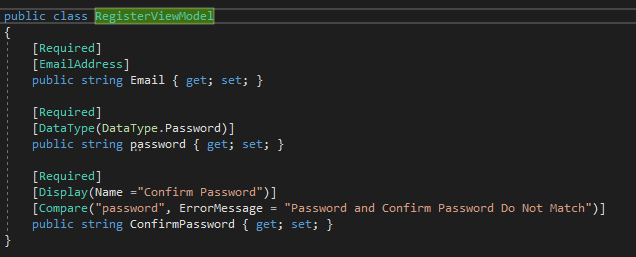 public class RegisterViewModel
{
[Required]
[EmailAddress]
public string Email { get; set; }
[Required]
[DataType(DataType.Password)]
public string password { get; set; }
[Required]
[Display(Name ="Confirm Password")]
[Compare("password", ErrorMessage = "Password and Confirm Password Do Not Match")]
public string ConfirmPassword { get; set; }
}